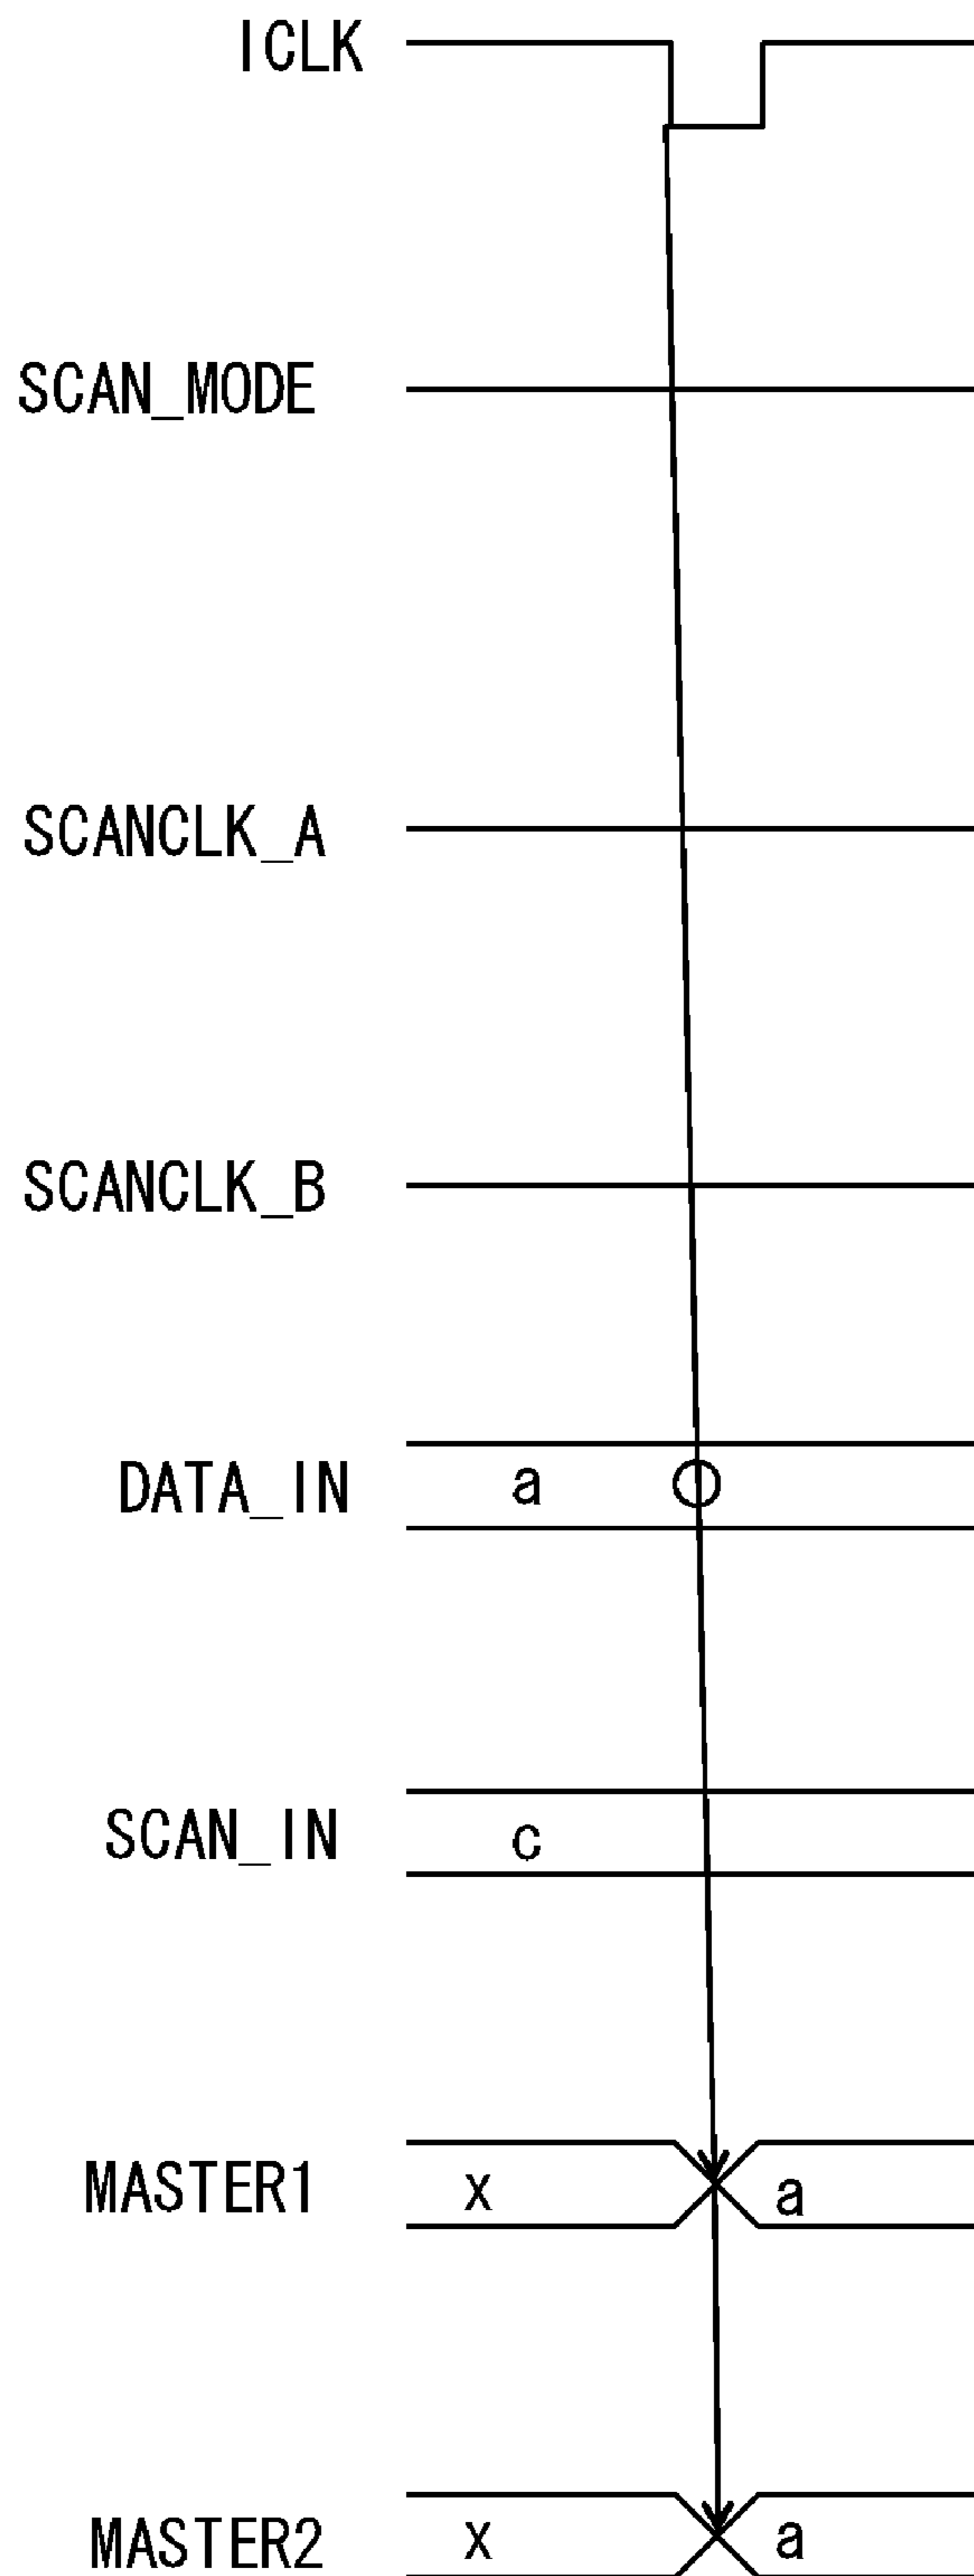 ICLK
SCAN_MODE
SCANCLK_A
SCANCLK_B
DATA_IN a
SCAN_IN c
MASTER1 x a
MASTER2 x a